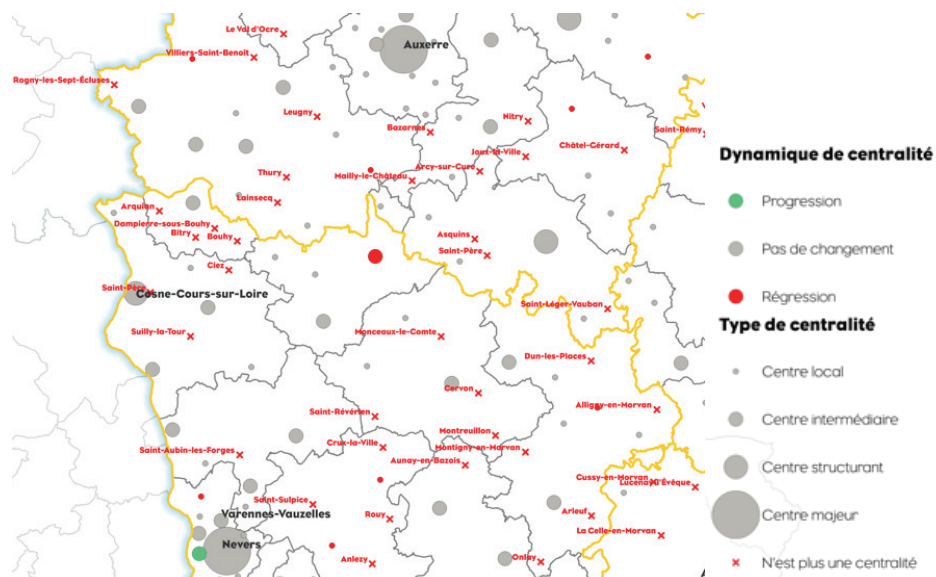 Le Val d'Ocre
Auxerre
Villiers-Saint-Benoît
Rogny-les-Sept-Écluses
Leugny
Nitry
Bazarnes
Saint-Rémy
Châtel-Gérard
Joux-la-Ville
Arcy-sur-Cure
Thury
Mailly-le-Château
Lainsecq
Arquian
Dampierre-sous-Bouhy
Bitry
Bouhy
Asquins
Saint-Père
Ciez
Saint-Père
Cosne-Cours-sur-Loire
Saint-Léger-Vauban
Suilly-la-Tour
Monceaux-le-Comte
Dun-les-Places
Cervon
Saint-Révérien
Alligny-en-Morvan
Montreuillon
Crux-la-Ville
Montigny-en-Morvan
Saint-Aubin-les-Forges
Aunay-en-Bazois
Cussy-en-Morvan
Lucenay-l'Évêque
Saint-Sulpice
Varennes-Vauzelles
Rouy
Arleuf
La Celle-en-Morvan
Nevers
Anlezy
Onlay
Dynamique de centralité
Progression
Pas de changement
Régression
Type de centralité
Centre local
Centre intermédiaire
Centre structurant
Centre majeur
N'est plus une centralité